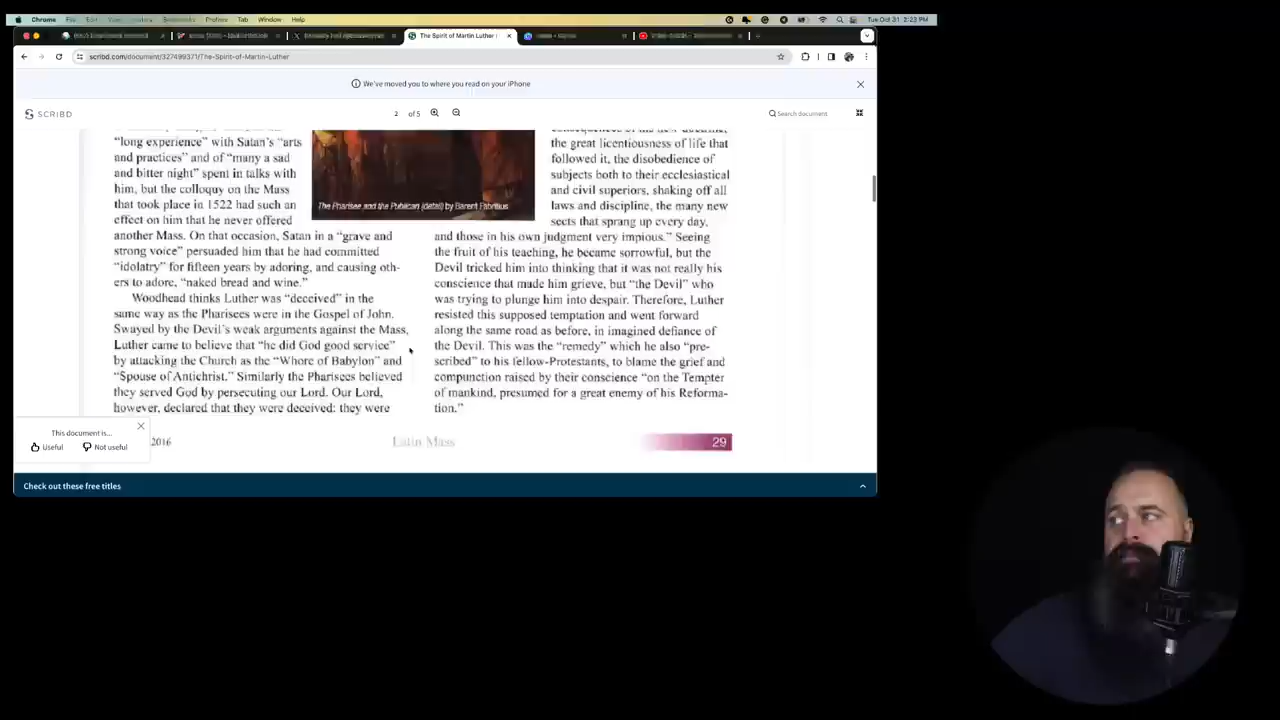 Chrome
File
Edit
View
History
Bookmarks
Profiles
Tab
Window
Help
Tue Oct 31 2:23 PM
The Spirit of Martin Luther
scribd.com/document/327499371/The-Spirit-of-Martin-Luther
We've moved you to where you read on your iPhone
SCRIBD
2 of 5
Search document
"long experience" with Satan's "arts
and practices" and of "many a sad
and bitter night" spent in talks with
him, but the colloquy on the Mass
that took place in 1522 had such an
effect on him that he never offered
another Mass. On that occasion, Satan in a "grave and
strong voice" persuaded him that he had committed
"idolatry" for fifteen years by adoring, and causing oth-
ers to adore, "naked bread and wine."
Woodhead thinks Luther was "deceived" in the
same way as the Pharisees were in the Gospel of John.
Swayed by the Devil's weak arguments against the Mass,
Luther came to believe that "he did God good service"
by attacking the Church as the "Whore of Babylon" and
"Spouse of Antichrist." Similarly the Pharisees believed
they served God by persecuting our Lord. Our Lord,
however, declared that they were deceived: they were
The Pharisee and the Publican (detail) by Barent Fabritius
consequences of his new doctrine,
the great licentiousness of life that
followed it, the disobedience of
subjects both to their ecclesiastical
and civil superiors, shaking off all
laws and discipline, the many new
sects that sprang up every day,
and those in his own judgment very impious." Seeing
the fruit of his teaching, he became sorrowful, but the
Devil tricked him into thinking that it was not really his
conscience that made him grieve, but "the Devil" who
was trying to plunge him into despair. Therefore, Luther
resisted this supposed temptation and went forward
along the same road as before, in imagined defiance of
the Devil. This was the "remedy" which he also "pre-
scribed" to his fellow-Protestants, to blame the grief and
compunction raised by their conscience "on the Tempter
of mankind, presumed for a great enemy of his Reforma-
tion."
This document is...
Useful
Not useful
2016
Latin Mass
29
Check out these free titles